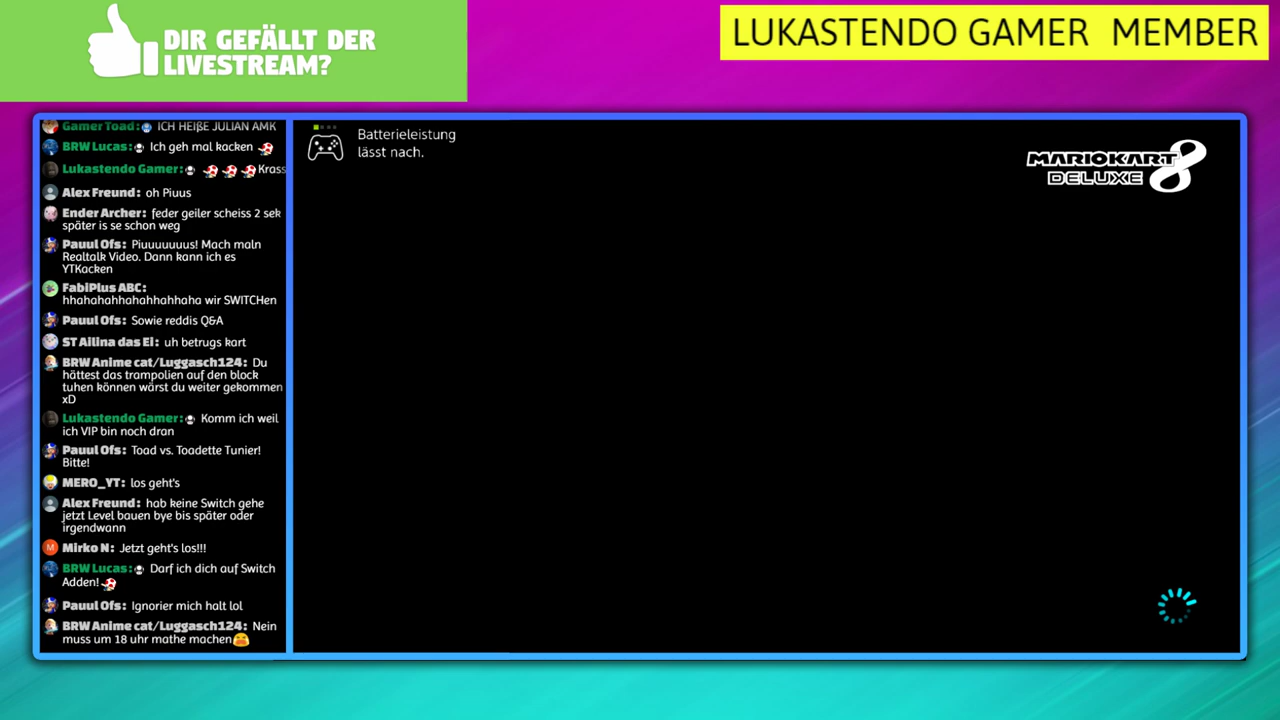 DIR GEFÄLLT DER
LIVESTREAM?
LUKASTENDO GAMER MEMBER
Gamer Toad: ICH HEIßE JULIAN AMK
BRW Lucas: Ich geh mal kacken
Lukastendo Gamer: Krass
Alex Freund: oh Piuus
Ender Archer: feder geiler scheiss 2 sek
später is se schon weg
Pauul Ofs: Piuuuuuuus! Mach maln
Realtalk Video. Dann kann ich es
YTKacken
FabiPlus ABC:
hhahahahhahahhahhaha wir SWITCHen
Pauul Ofs: Sowie reddis Q&A
ST Ailina das Ei: uh betrugs kart
BRW Anime cat/Luggasch124: Du
hättest das trampolien auf den block
tuhen können wärst du weiter gekommen
xD
Lukastendo Gamer: Komm ich weil
ich VIP bin noch dran
Pauul Ofs: Toad vs. Toadette Tunier!
Bitte!
MERO_YT: los geht's
Alex Freund: hab keine Switch gehe
jetzt Level bauen bye bis später oder
irgendwann
M
Mirko N: Jetzt geht's los!!!
BRW Lucas: Darf ich dich auf Switch
Adden!
Pauul Ofs: Ignorier mich halt lol
BRW Anime cat/Luggasch124: Nein
muss um 18 uhr mathe machen
Batterieleistung
lässt nach.
MARIOKART 8
DELUXE